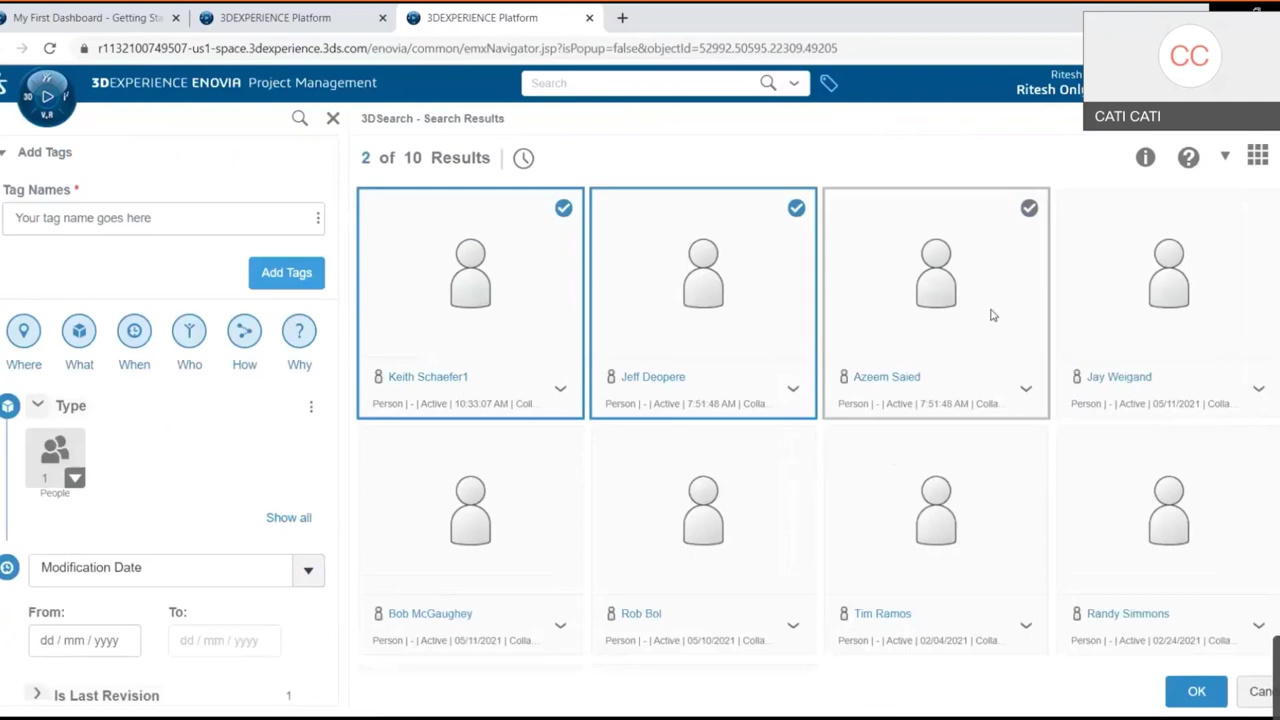 My First Dashboard - Getting Sta
3DEXPERIENCE Platform
3DEXPERIENCE Platform
r1132100749507-us1-space.3dexperience.3ds.com/enovia/common/emxNavigator.jsp?isPopup=false&objectId=52992.50595.22309.49205
CC
CATI CATI
3D
V.R
3DEXPERIENCE ENOVIA Project Management
Search
Ritesh
Ritesh Onl
3DSearch - Search Results
Add Tags
2 of 10 Results
Tag Names *
Your tag name goes here
Add Tags
Where
What
When
Who
How
Why
Type
1
People
Show all
Modification Date
From:
To:
dd / mm / yyyy
dd / mm / yyyy
Is Last Revision 1
Keith Schaefer1
Person | - | Active | 10:33:07 AM | Coll...
Jeff Deopere
Person | - | Active | 7:51:48 AM | Colla...
Azeem Saied
Person | - | Active | 7:51:48 AM | Colla...
Jay Weigand
Person | - | Active | 05/11/2021 | Colla...
Bob McGaughey
Person | - | Active | 05/11/2021 | Colla...
Rob Bol
Person | - | Active | 05/10/2021 | Colla...
Tim Ramos
Person | - | Active | 02/04/2021 | Colla...
Randy Simmons
Person | - | Active | 02/24/2021 | Colla...
OK
Can